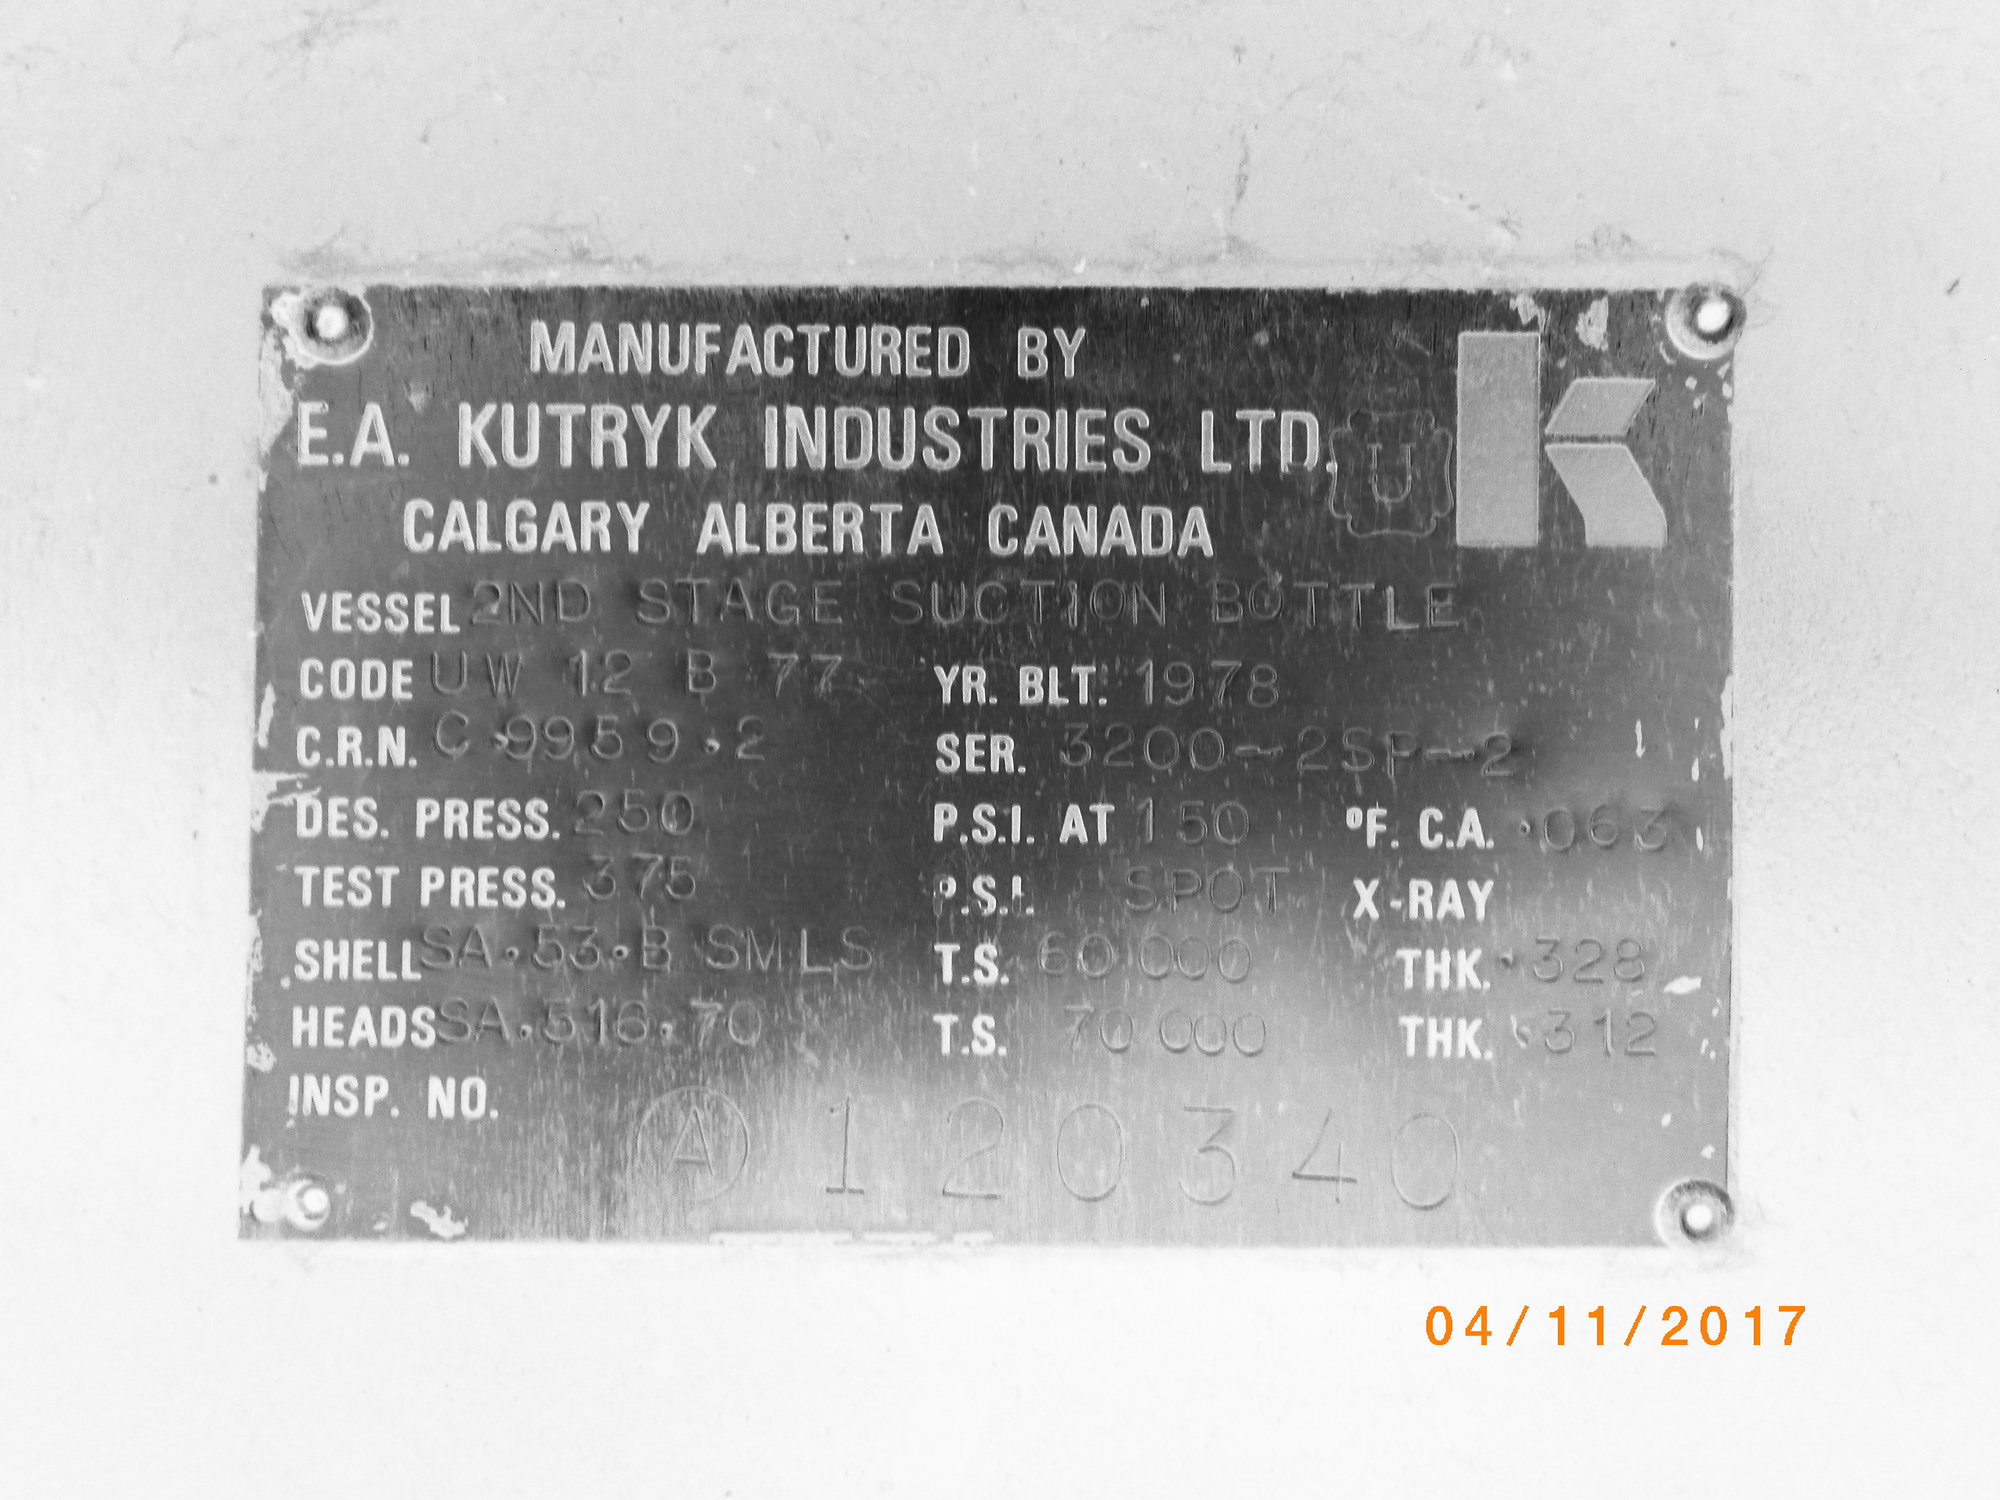 MANUFACTURED BY
E.A. KUTRYK INDUSTRIES LTD.
U
CALGARY ALBERTA CANADA
VESSEL 2ND STAGE SUCTION BOTTLE
CODE UW 12 B 77 YR. BLT. 1978
C.R.N. C.9959.2 SER. 3200-2SP-2
DES. PRESS. 250 P.S.I. AT 150 °F. C.A. .063
TEST PRESS. 375 P.S.I. SPOT X-RAY
SHELL SA.53.B SMLS T.S. 60 000 THK. .328
HEADS SA.516.70 T.S. 70 000 THK. .312
INSP. NO.
A 120340
04/11/2017